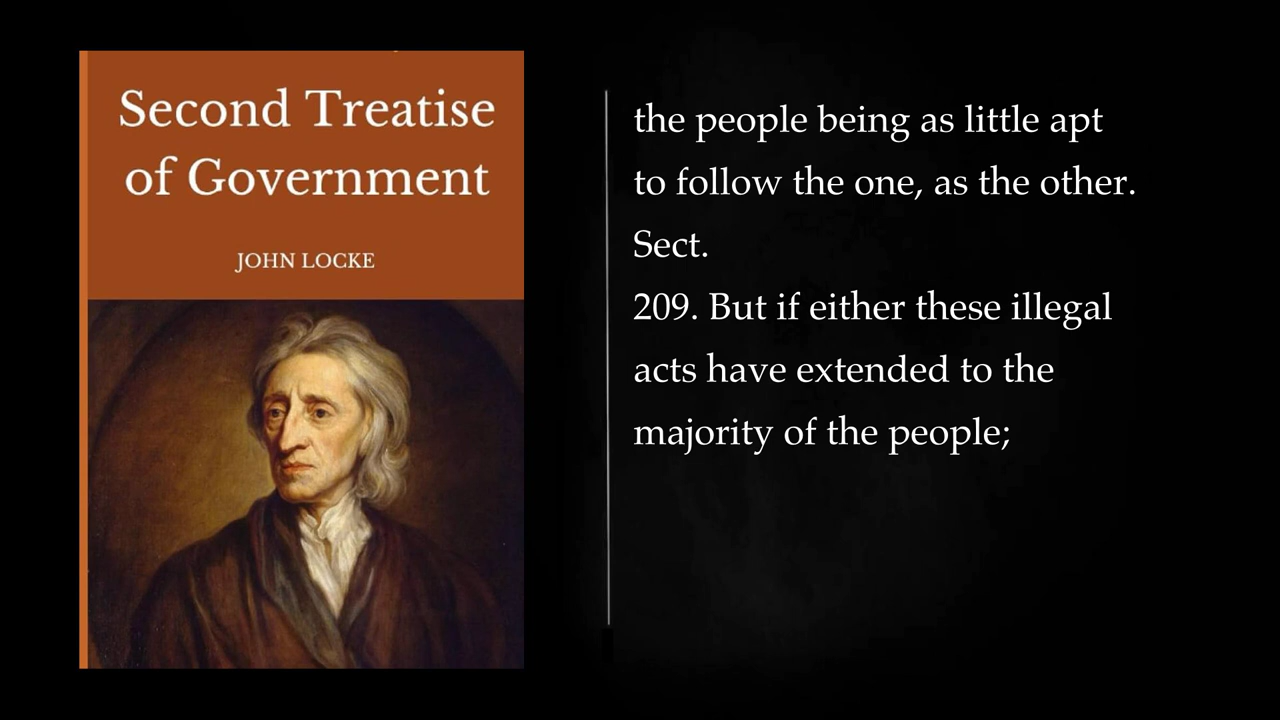 Second Treatise
of Government
JOHN LOCKE
the people being as little apt
to follow the one, as the other.
Sect.
209. But if either these illegal
acts have extended to the
majority of the people;